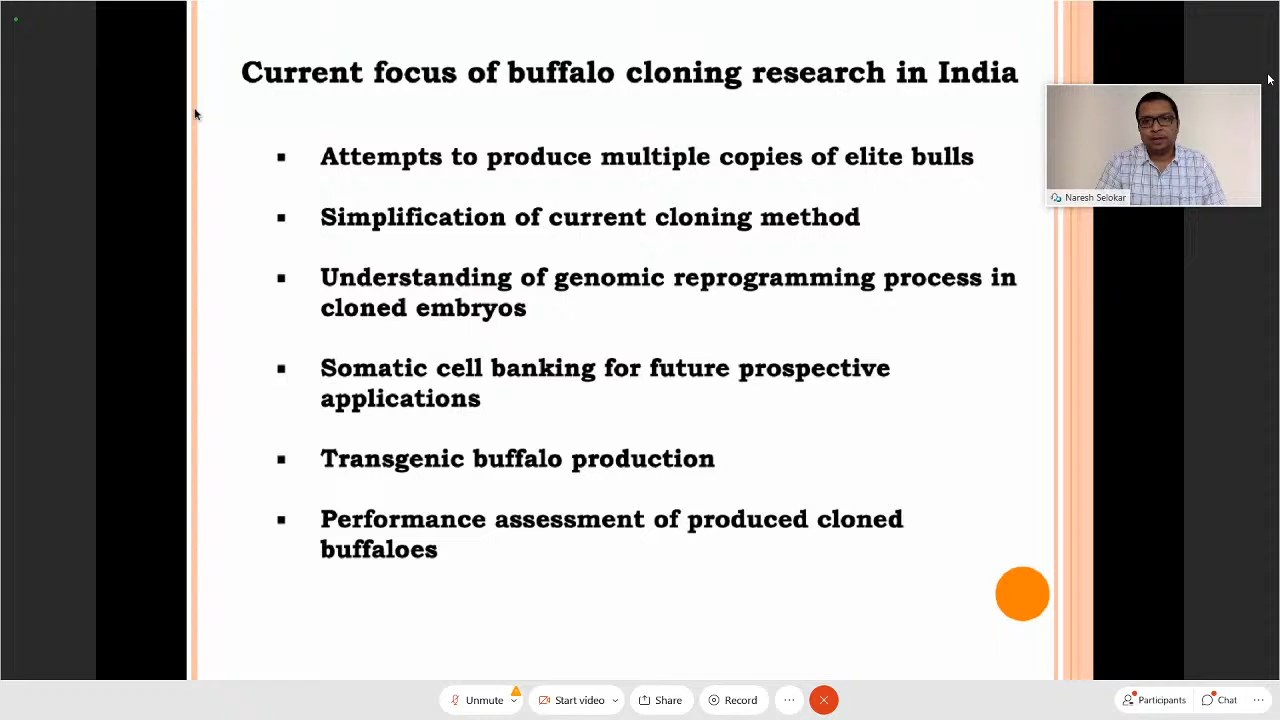 Current focus of buffalo cloning research in India
Attempts to produce multiple copies of elite bulls
Simplification of current cloning method
Understanding of genomic reprogramming process in
cloned embryos
Somatic cell banking for future prospective
applications
Transgenic buffalo production
Performance assessment of produced cloned
buffaloes
Naresh Selokar
Unmute
Start video
Share
Record
Participants
Chat